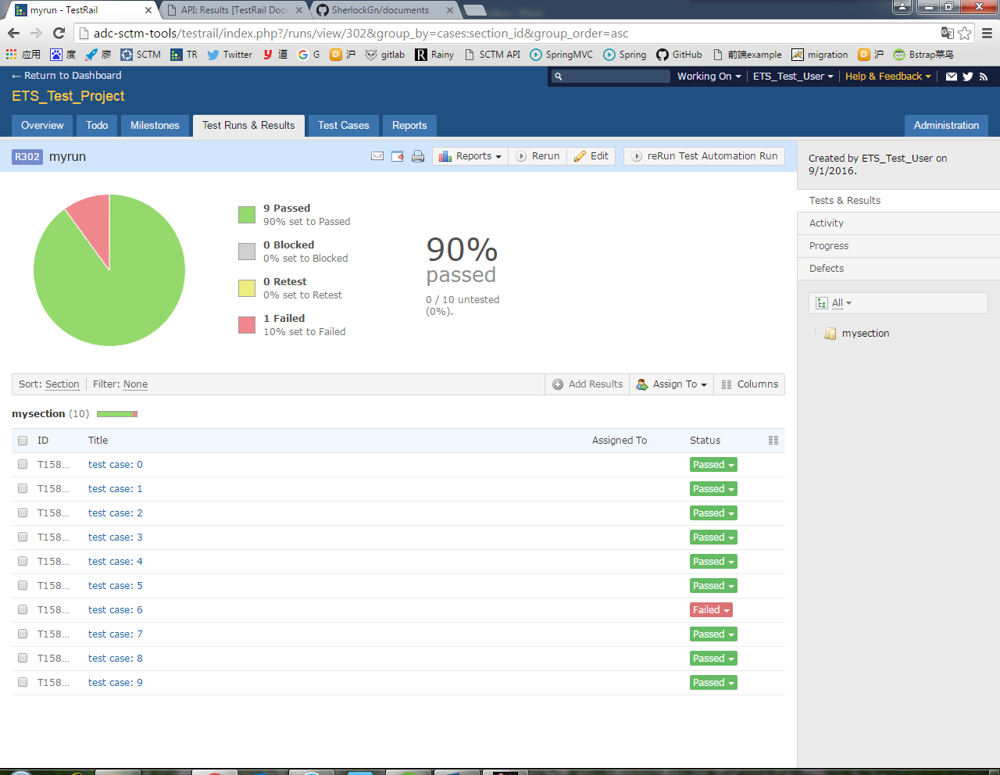 myrun - TestRail
API: Results [TestRail Docu
SherlockGn/documents
adc-sctm-tools/testrail/index.php?/runs/view/302&group_by=cases:section_id&group_order=asc
应用 度 廖 SCTM TR Twitter 道 G 沪 gitlab Rainy SCTM API SpringMVC Spring GitHub 前端example migration 沪 Bstrap菜鸟
← Return to Dashboard
Working On ETS_Test_User Help & Feedback
ETS_Test_Project
Overview Todo Milestones Test Runs & Results Test Cases Reports Administration
R302 myrun Reports Rerun Edit reRun Test Automation Run
Created by ETS_Test_User on
9/1/2016.
Tests & Results
Activity
Progress
Defects
All
mysection
9 Passed
90% set to Passed
0 Blocked
0% set to Blocked
0 Retest
0% set to Retest
1 Failed
10% set to Failed
90%
passed
0 / 10 untested
(0%).
Sort: Section Filter: None Add Results Assign To Columns
mysection (10)
ID Title Assigned To Status
T158... test case: 0 Passed
T158... test case: 1 Passed
T158... test case: 2 Passed
T158... test case: 3 Passed
T158... test case: 4 Passed
T158... test case: 5 Passed
T158... test case: 6 Failed
T158... test case: 7 Passed
T158... test case: 8 Passed
T158... test case: 9 Passed